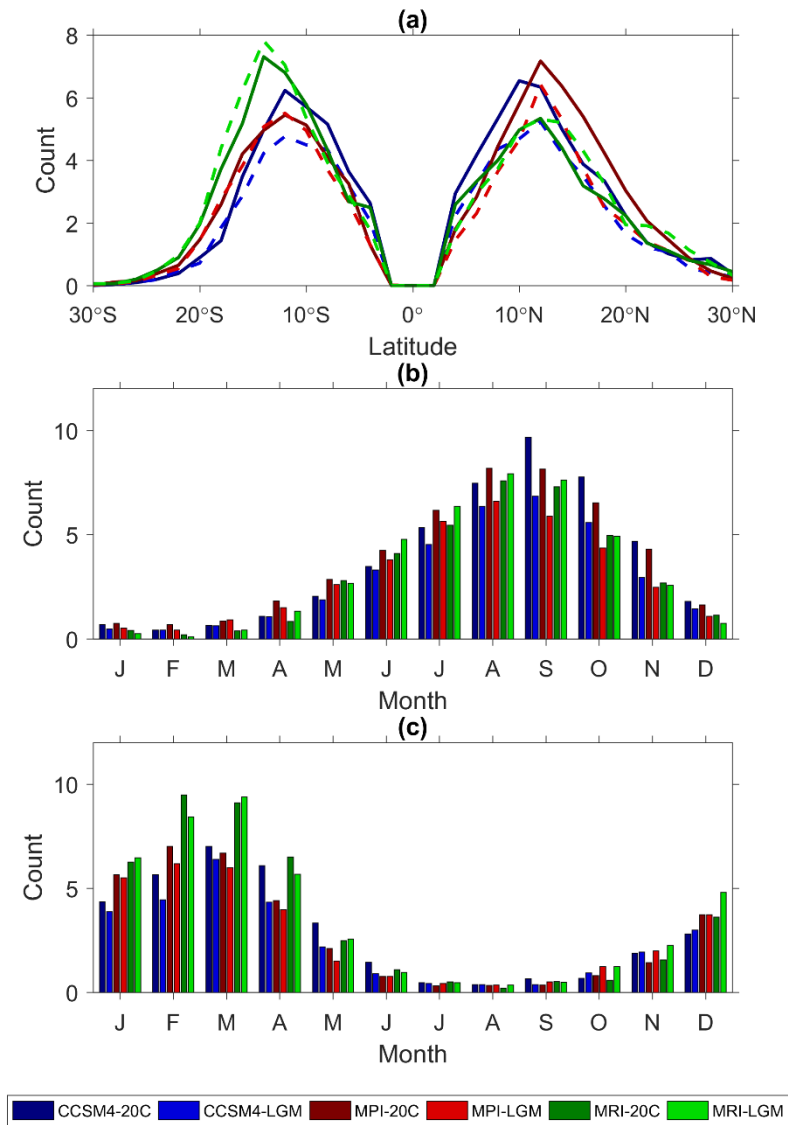 (a)
8
6
4
2
0
Count
30°S 20°S 10°S 0° 10°N 20°N 30°N
Latitude
(b)
10
5
0
Count
J F M A M J J A S O N D
Month
(c)
10
5
0
Count
J F M A M J J A S O N D
Month
CCSM4-20C CCSM4-LGM MPI-20C MPI-LGM MRI-20C MRI-LGM